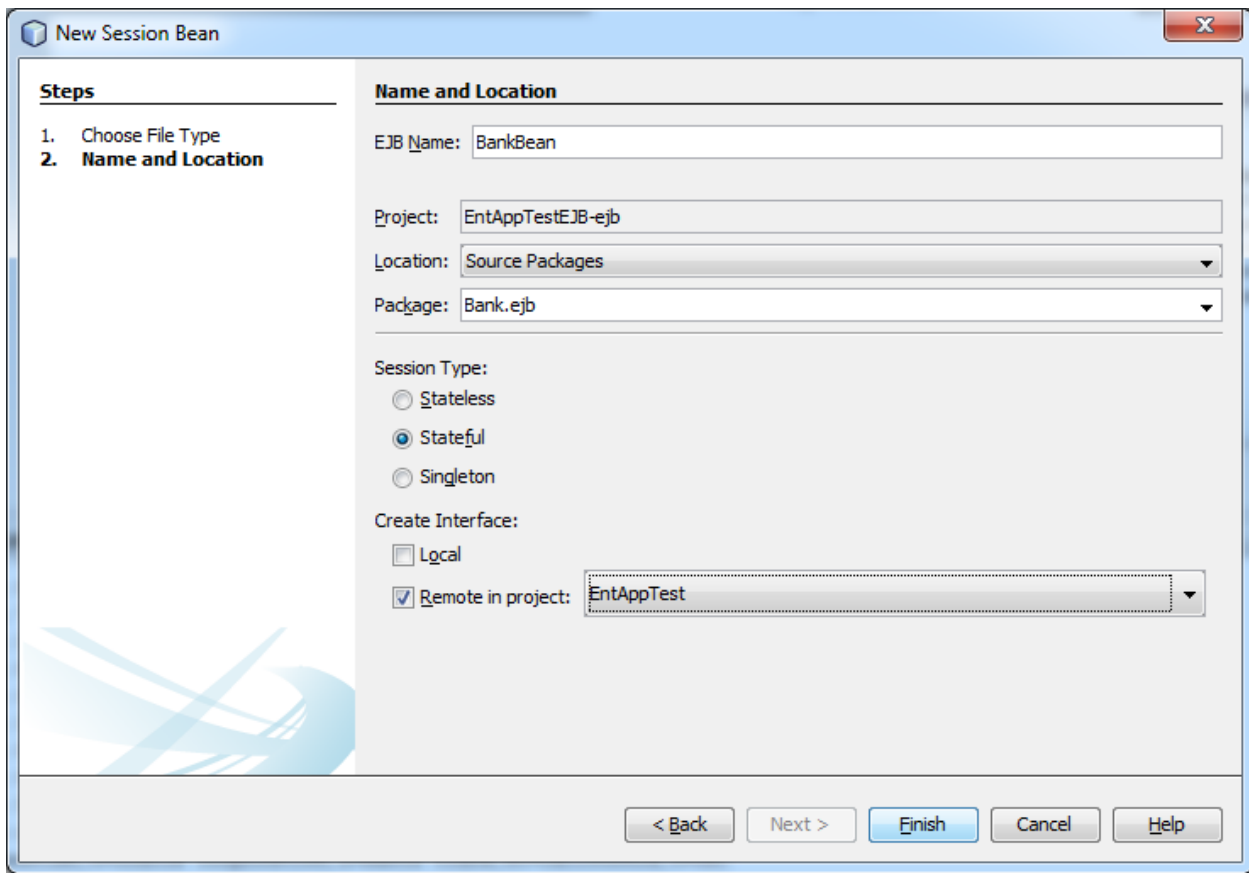 New Session Bean
Steps
1. Choose File Type
2. Name and Location
Name and Location
EJB Name: BankBean
Project: EntAppTestEJB-ejb
Location: Source Packages
Package: Bank.ejb
Session Type:
Stateless
Stateful
Singleton
Create Interface:
Local
Remote in project: EntAppTest
< Back Next > Finish Cancel Help